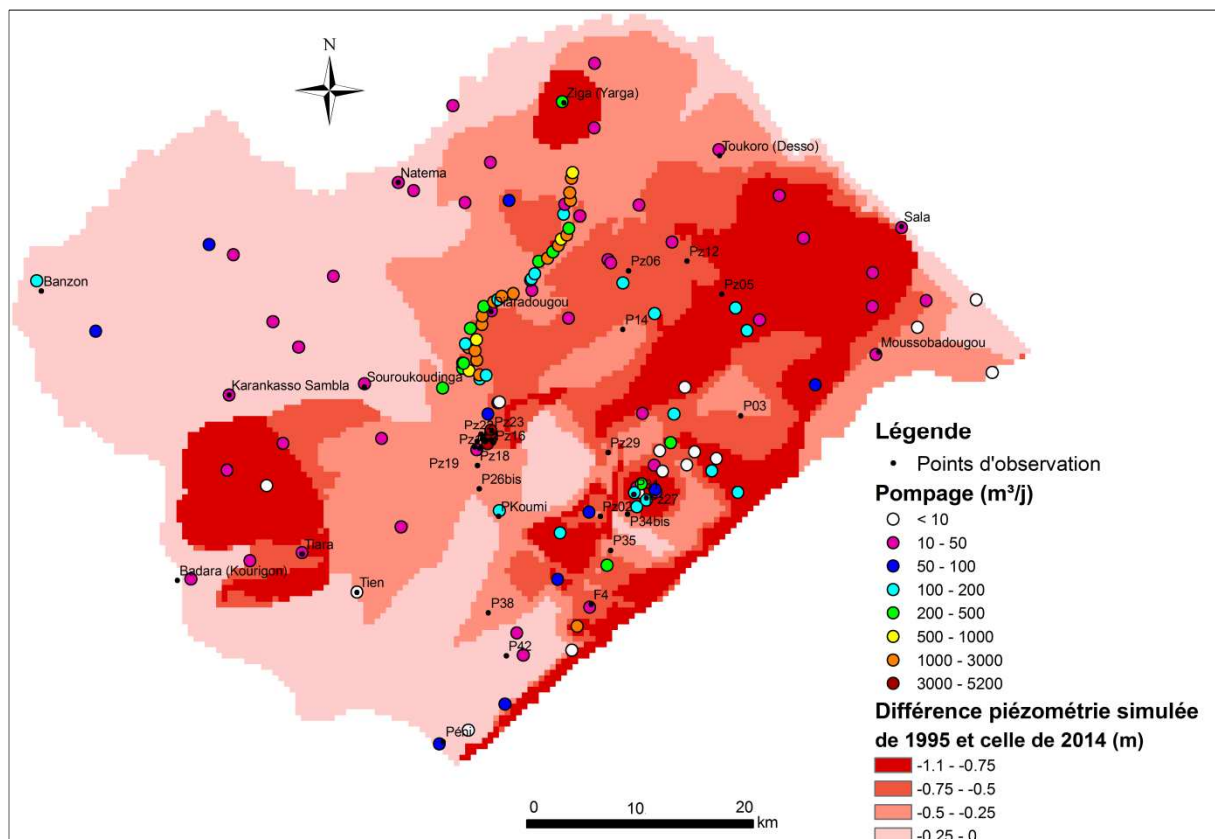 N
Ziga (Yarga)
Toukoro (Desso)
Natema
Sala
Pz12
Pz06
Banzon
Pz05
Diaradougou
P14
Moussobadougou
Souroukoudinga
Karankasso Sambla
P03
Pz23
Pz16
Pz19
Pz18
Pz29
P26bis
PKoumi
Pz02
P34bis
P35
Tiara
Badara (Kourigon)
Tien
F4
P38
P42
Péni
Légende
Points d'observation
Pompage (m³/j)
< 10
10 - 50
50 - 100
100 - 200
200 - 500
500 - 1000
1000 - 3000
3000 - 5200
Différence piézométrie simulée
de 1995 et celle de 2014 (m)
-1.1 - -0.75
-0.75 - -0.5
-0.5 - -0.25
-0.25 - 0
0 10 20
km